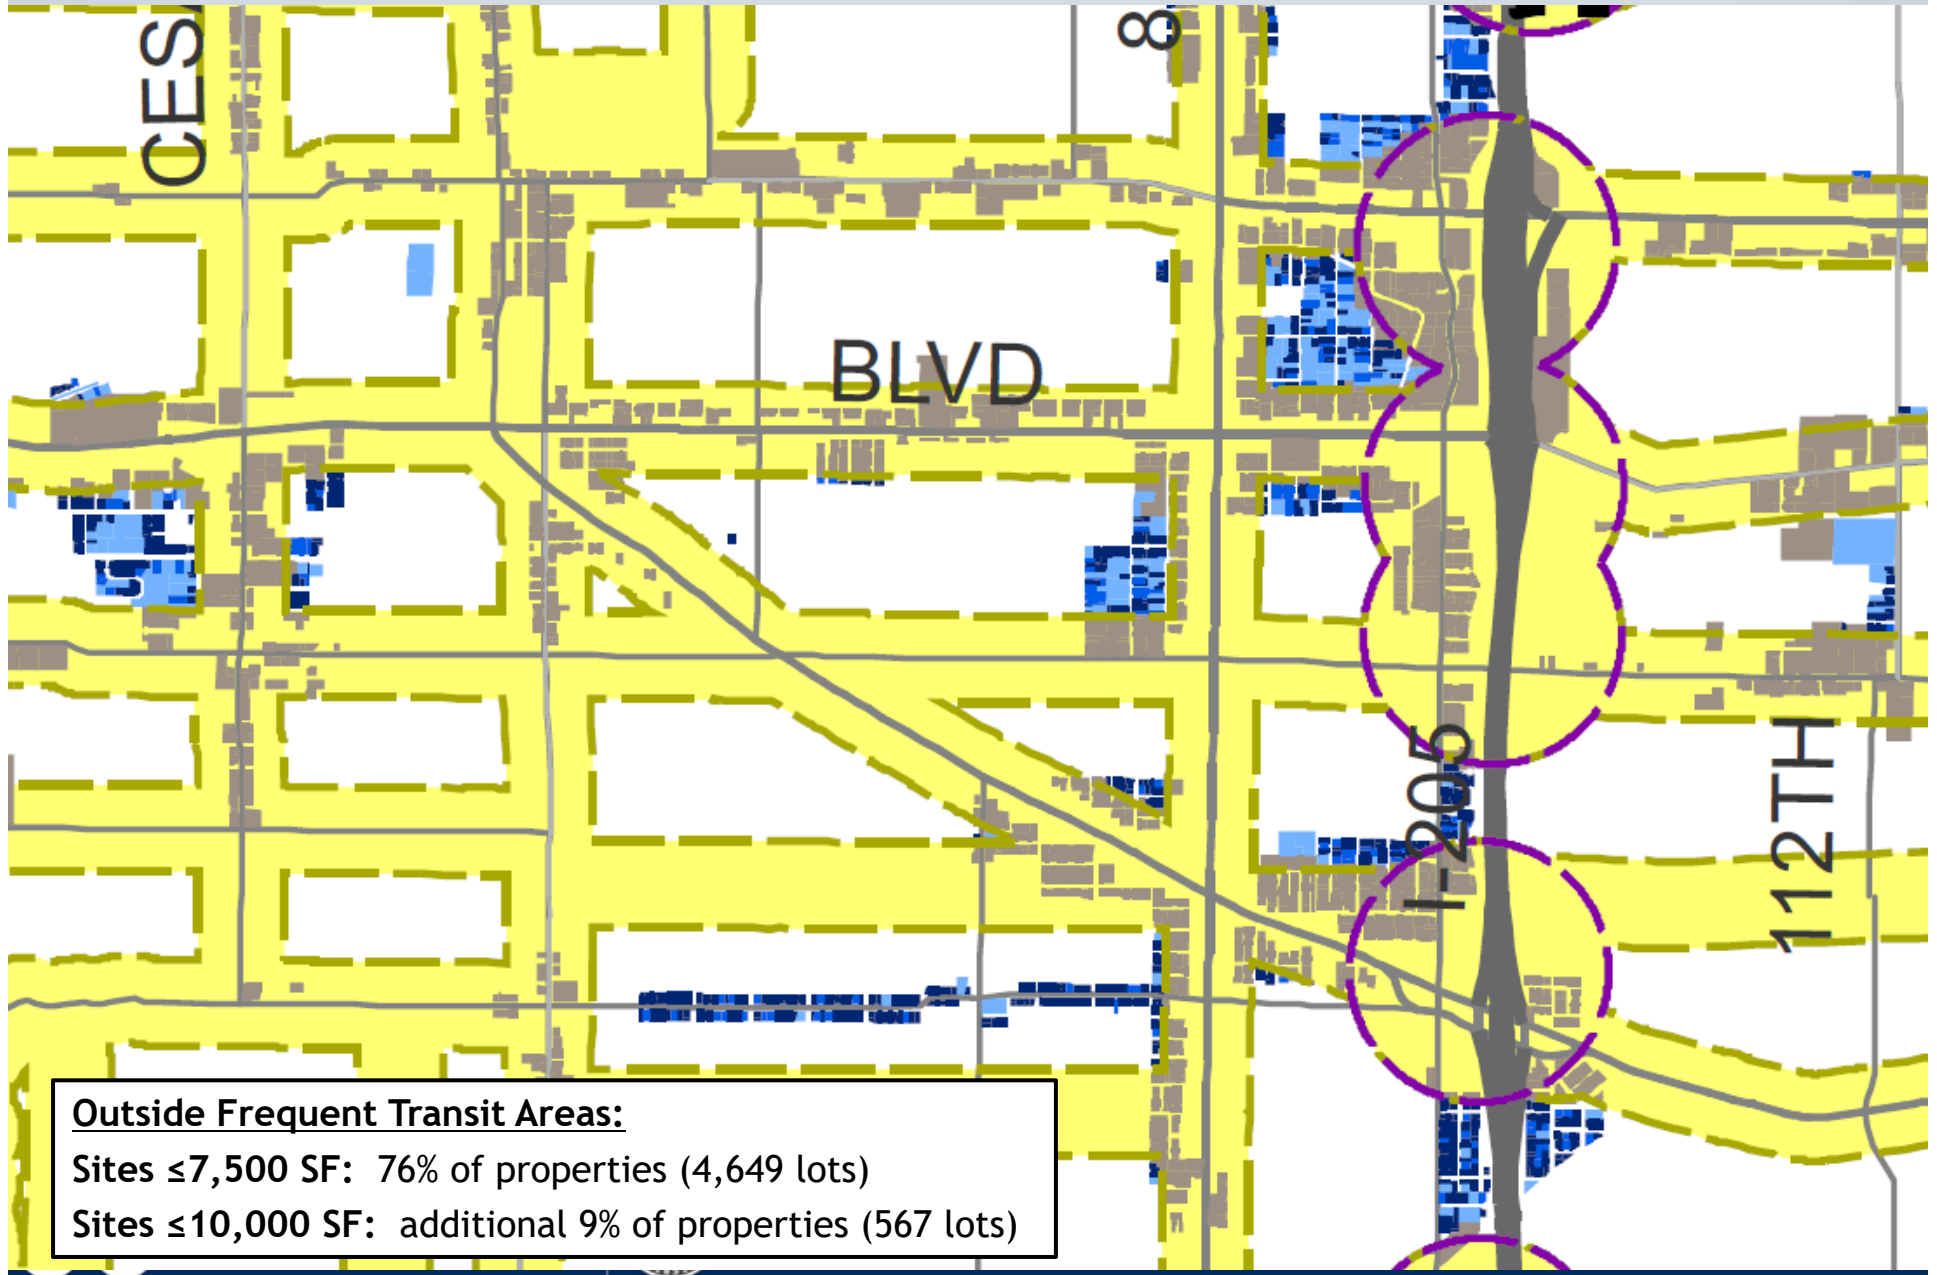 CES
8
BLVD
I-205
112TH
Outside Frequent Transit Areas:
Sites ≤7,500 SF: 76% of properties (4,649 lots)
Sites ≤10,000 SF: additional 9% of properties (567 lots)